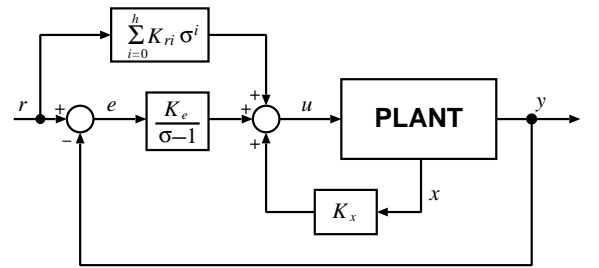 h
∑ K_ri σ^i
i=0
r + e K_e + + u PLANT y
σ−1
− +
x
K_x